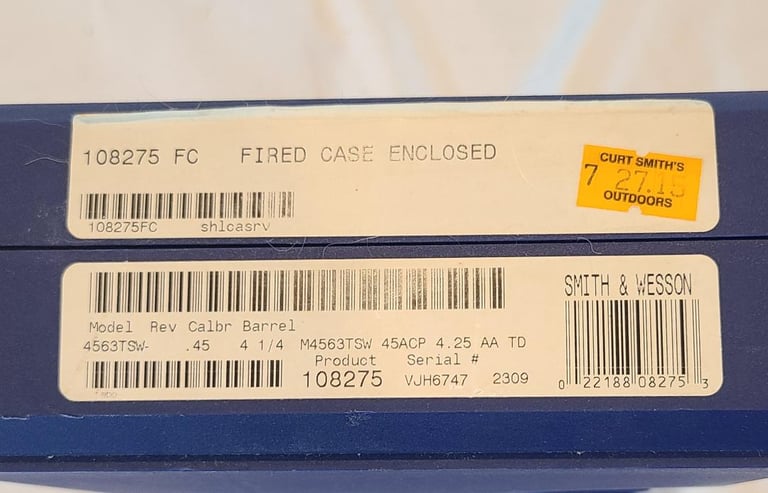 108275 FC FIRED CASE ENCLOSED
CURT SMITH'S
7 27.15
OUTDOORS
108275FC shlcasrv
SMITH & WESSON
Model Rev Calbr Barrel
4563TSW- .45 4 1/4 M4563TSW 45ACP 4.25 AA TD
Product Serial #
108275 VJH6747 2309
0 22188 08275 3